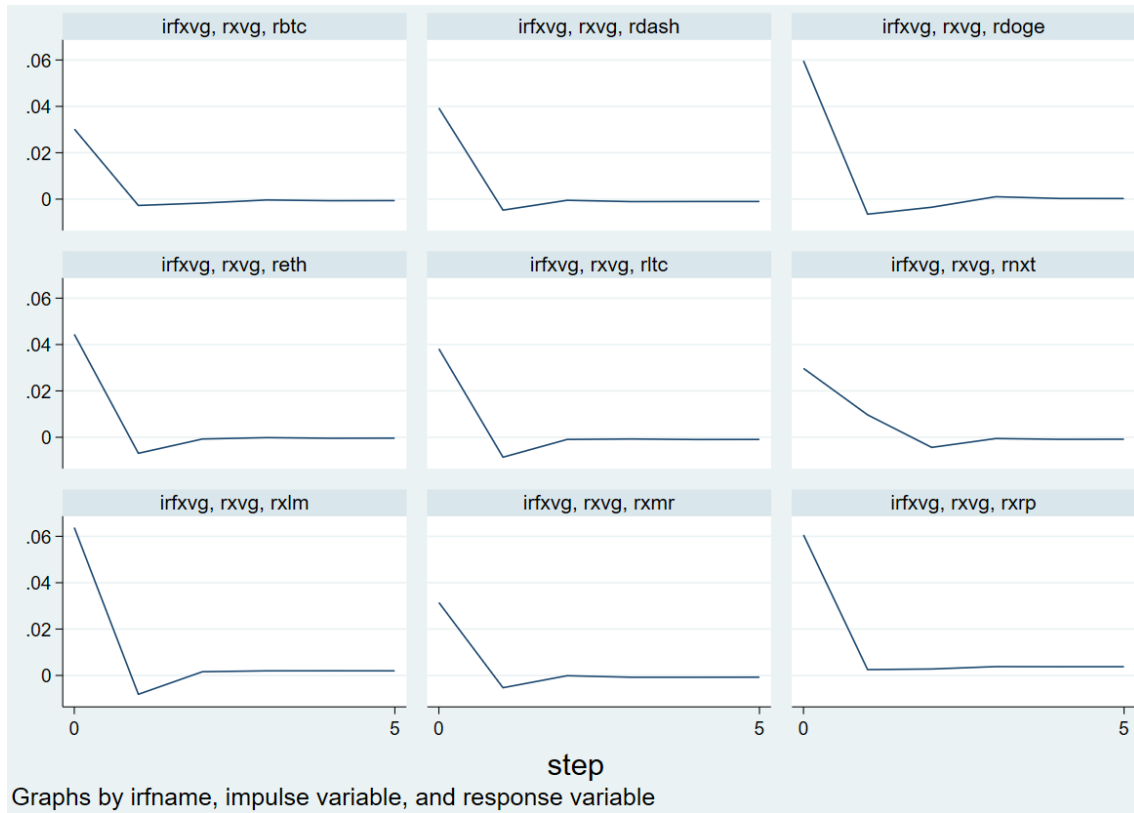 irfxvg, rxvg, rbtc irfxvg, rxvg, rdash irfxvg, rxvg, rdoge
.06
.04
.02
0
irfxvg, rxvg, reth irfxvg, rxvg, rltc irfxvg, rxvg, rnxt
.06
.04
.02
0
irfxvg, rxvg, rxlm irfxvg, rxvg, rxmr irfxvg, rxvg, rxrp
.06
.04
.02
0
0 5 0 5 0 5
step
Graphs by irfname, impulse variable, and response variable